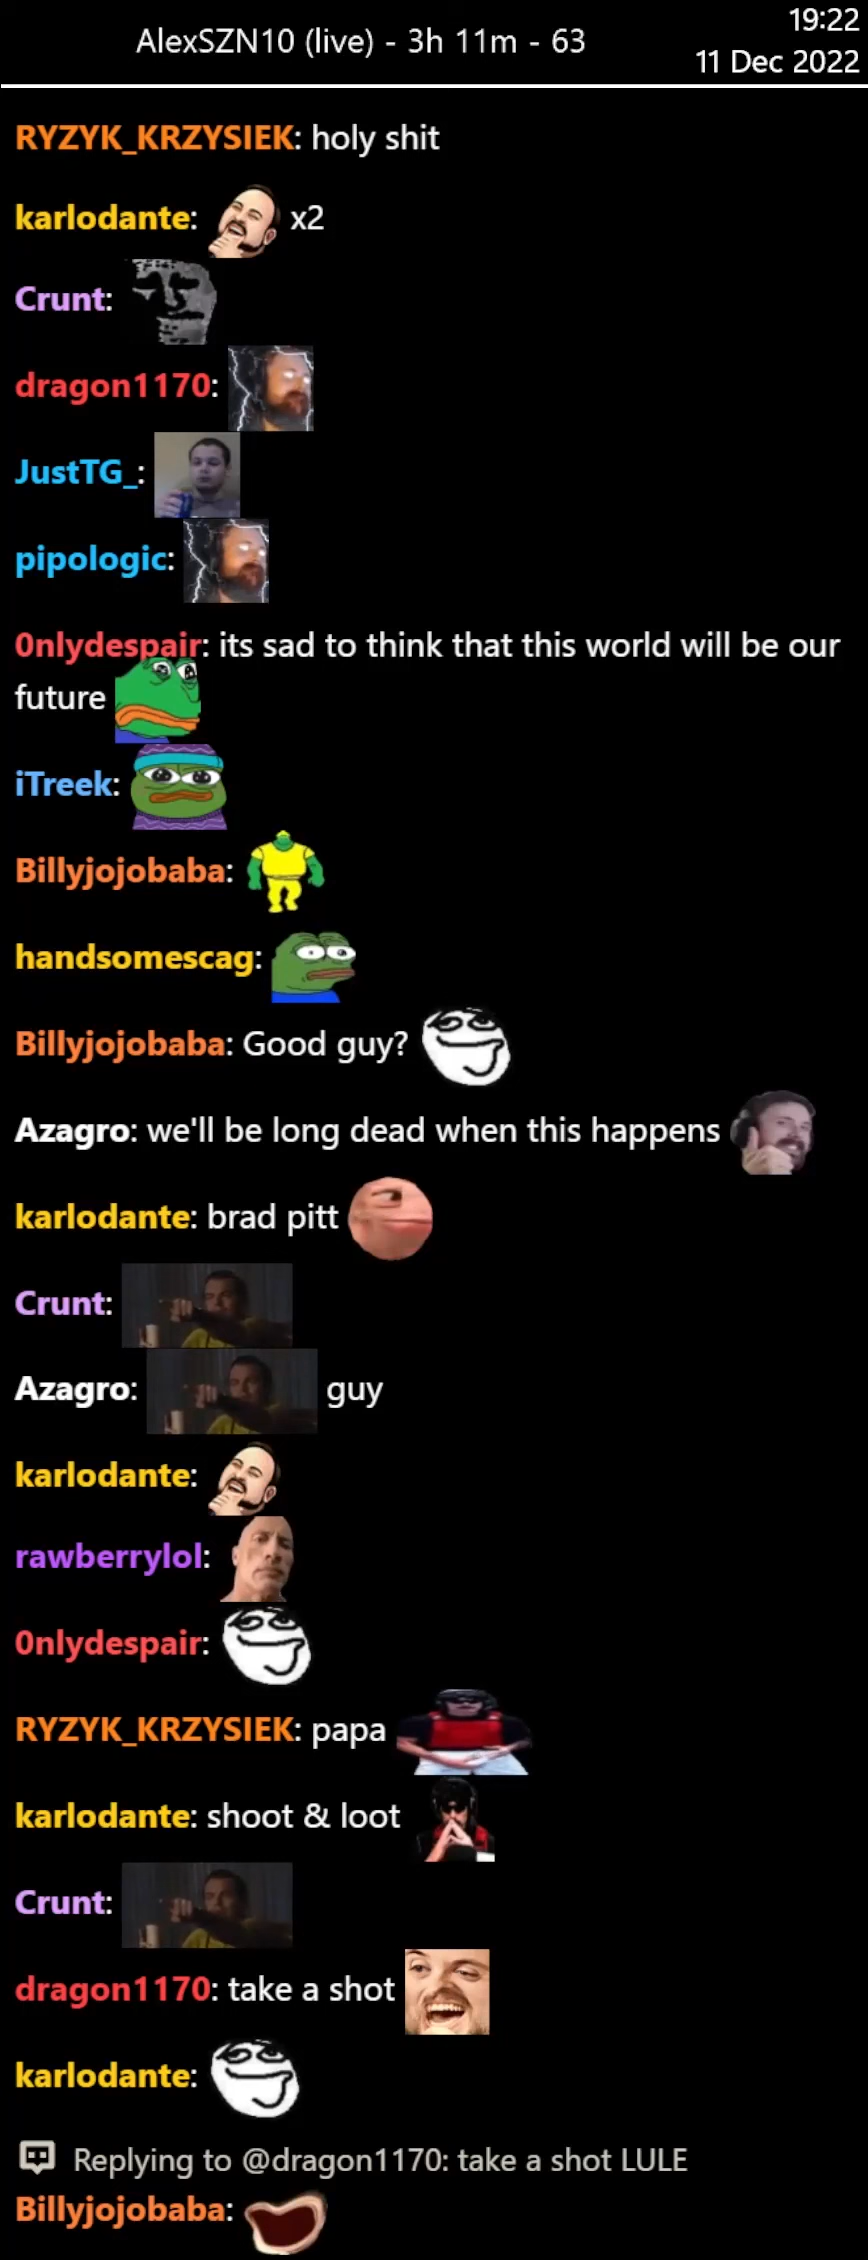 AlexSZN10 (live) - 3h 11m - 63
19:22
11 Dec 2022
RYZYK_KRZYSIEK: holy shit
karlodante: x2
Crunt:
dragon1170:
JustTG_:
pipologic:
0nlydespair: its sad to think that this world will be our
future
iTreek:
Billyjojobaba:
handsomescag:
Billyjojobaba: Good guy?
Azagro: we'll be long dead when this happens
karlodante: brad pitt
Crunt:
Azagro: guy
karlodante:
rawberrylol:
0nlydespair:
RYZYK_KRZYSIEK: papa
karlodante: shoot & loot
Crunt:
dragon1170: take a shot
karlodante:
Replying to @dragon1170: take a shot LULE
Billyjojobaba: